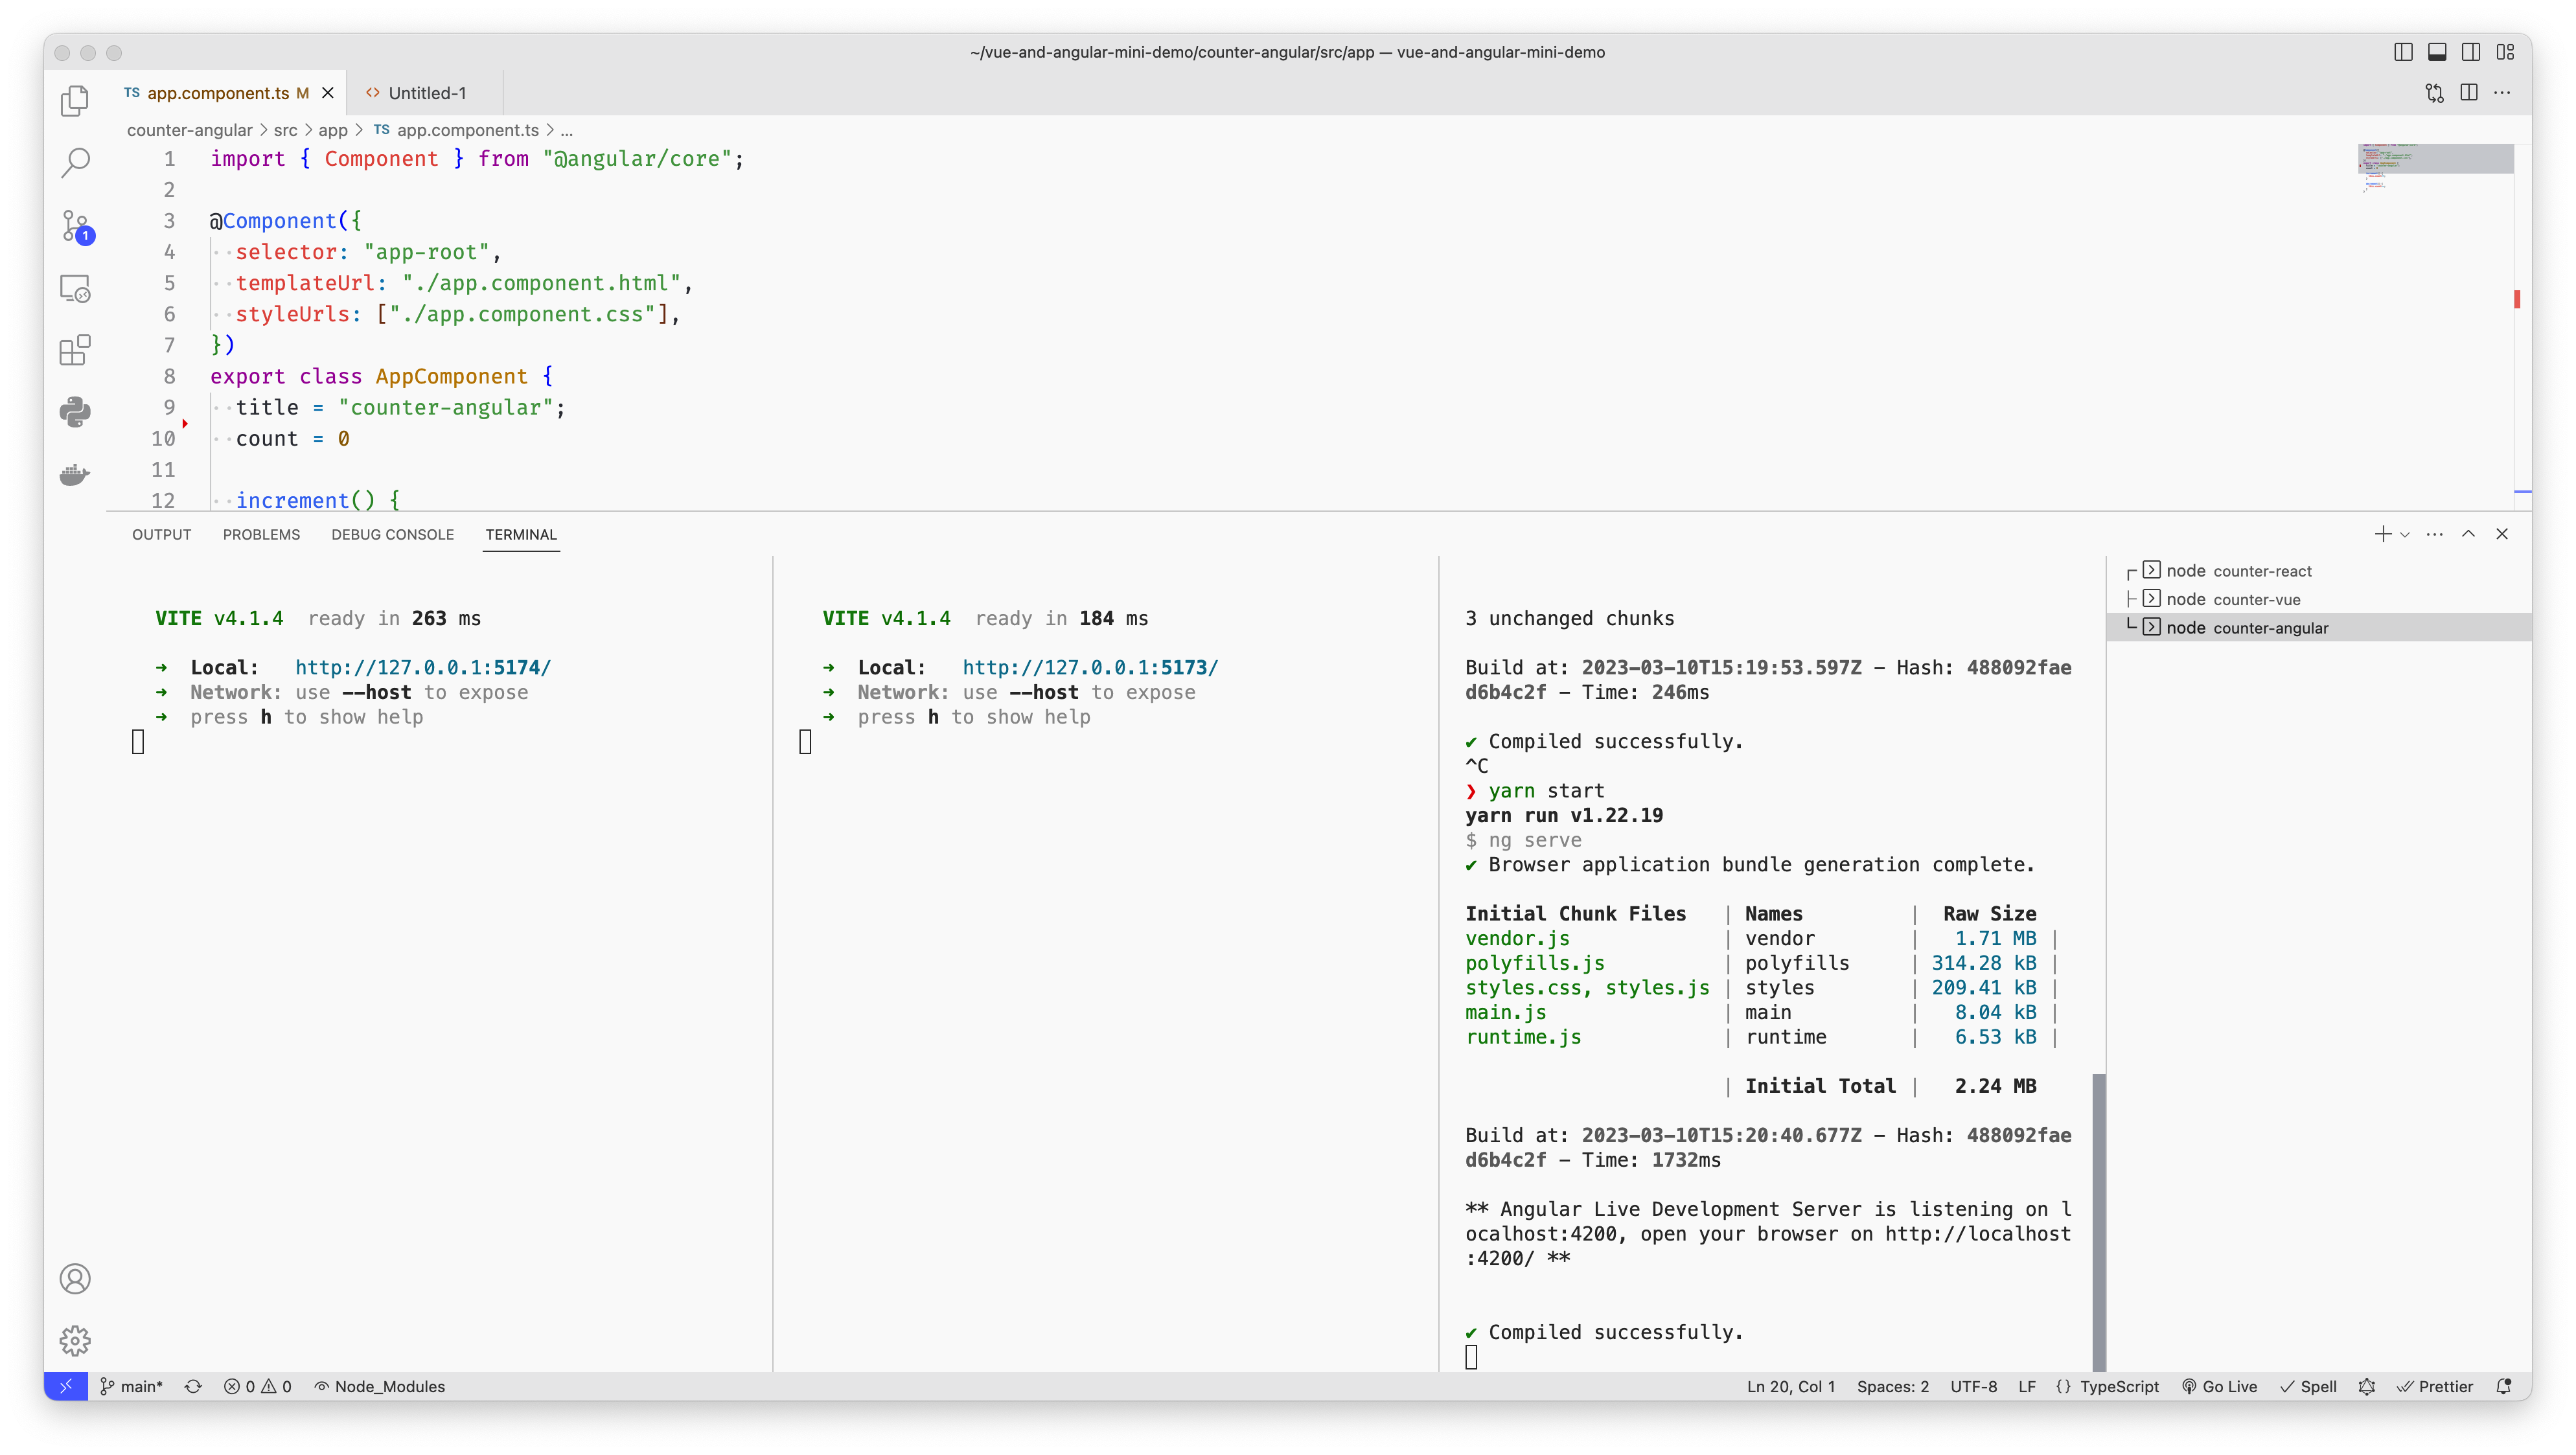 ~/vue-and-angular-mini-demo/counter-angular/src/app — vue-and-angular-mini-demo
TS app.component.ts M
Untitled-1
counter-angular > src > app > TS app.component.ts > ...
1 import { Component } from "@angular/core";
2
3 @Component({
4 selector: "app-root",
5 templateUrl: "./app.component.html",
6 styleUrls: ["./app.component.css"],
7 })
8 export class AppComponent {
9 title = "counter-angular";
10 count = 0
11
12 increment() {
1
OUTPUT PROBLEMS DEBUG CONSOLE TERMINAL
VITE v4.1.4 ready in 263 ms
➜ Local: http://127.0.0.1:5174/
➜ Network: use --host to expose
➜ press h to show help
VITE v4.1.4 ready in 184 ms
➜ Local: http://127.0.0.1:5173/
➜ Network: use --host to expose
➜ press h to show help
3 unchanged chunks
Build at: 2023-03-10T15:19:53.597Z - Hash: 488092fae
d6b4c2f - Time: 246ms
✔ Compiled successfully.
^C
❯ yarn start
yarn run v1.22.19
$ ng serve
✔ Browser application bundle generation complete.
Initial Chunk Files | Names | Raw Size
vendor.js | vendor | 1.71 MB |
polyfills.js | polyfills | 314.28 kB |
styles.css, styles.js | styles | 209.41 kB |
main.js | main | 8.04 kB |
runtime.js | runtime | 6.53 kB |
| Initial Total | 2.24 MB
Build at: 2023-03-10T15:20:40.677Z - Hash: 488092fae
d6b4c2f - Time: 1732ms
** Angular Live Development Server is listening on l
ocalhost:4200, open your browser on http://localhost
:4200/ **
✔ Compiled successfully.
node counter-react
node counter-vue
node counter-angular
main* 0 0 Node_Modules
Ln 20, Col 1 Spaces: 2 UTF-8 LF {} TypeScript Go Live Spell Prettier